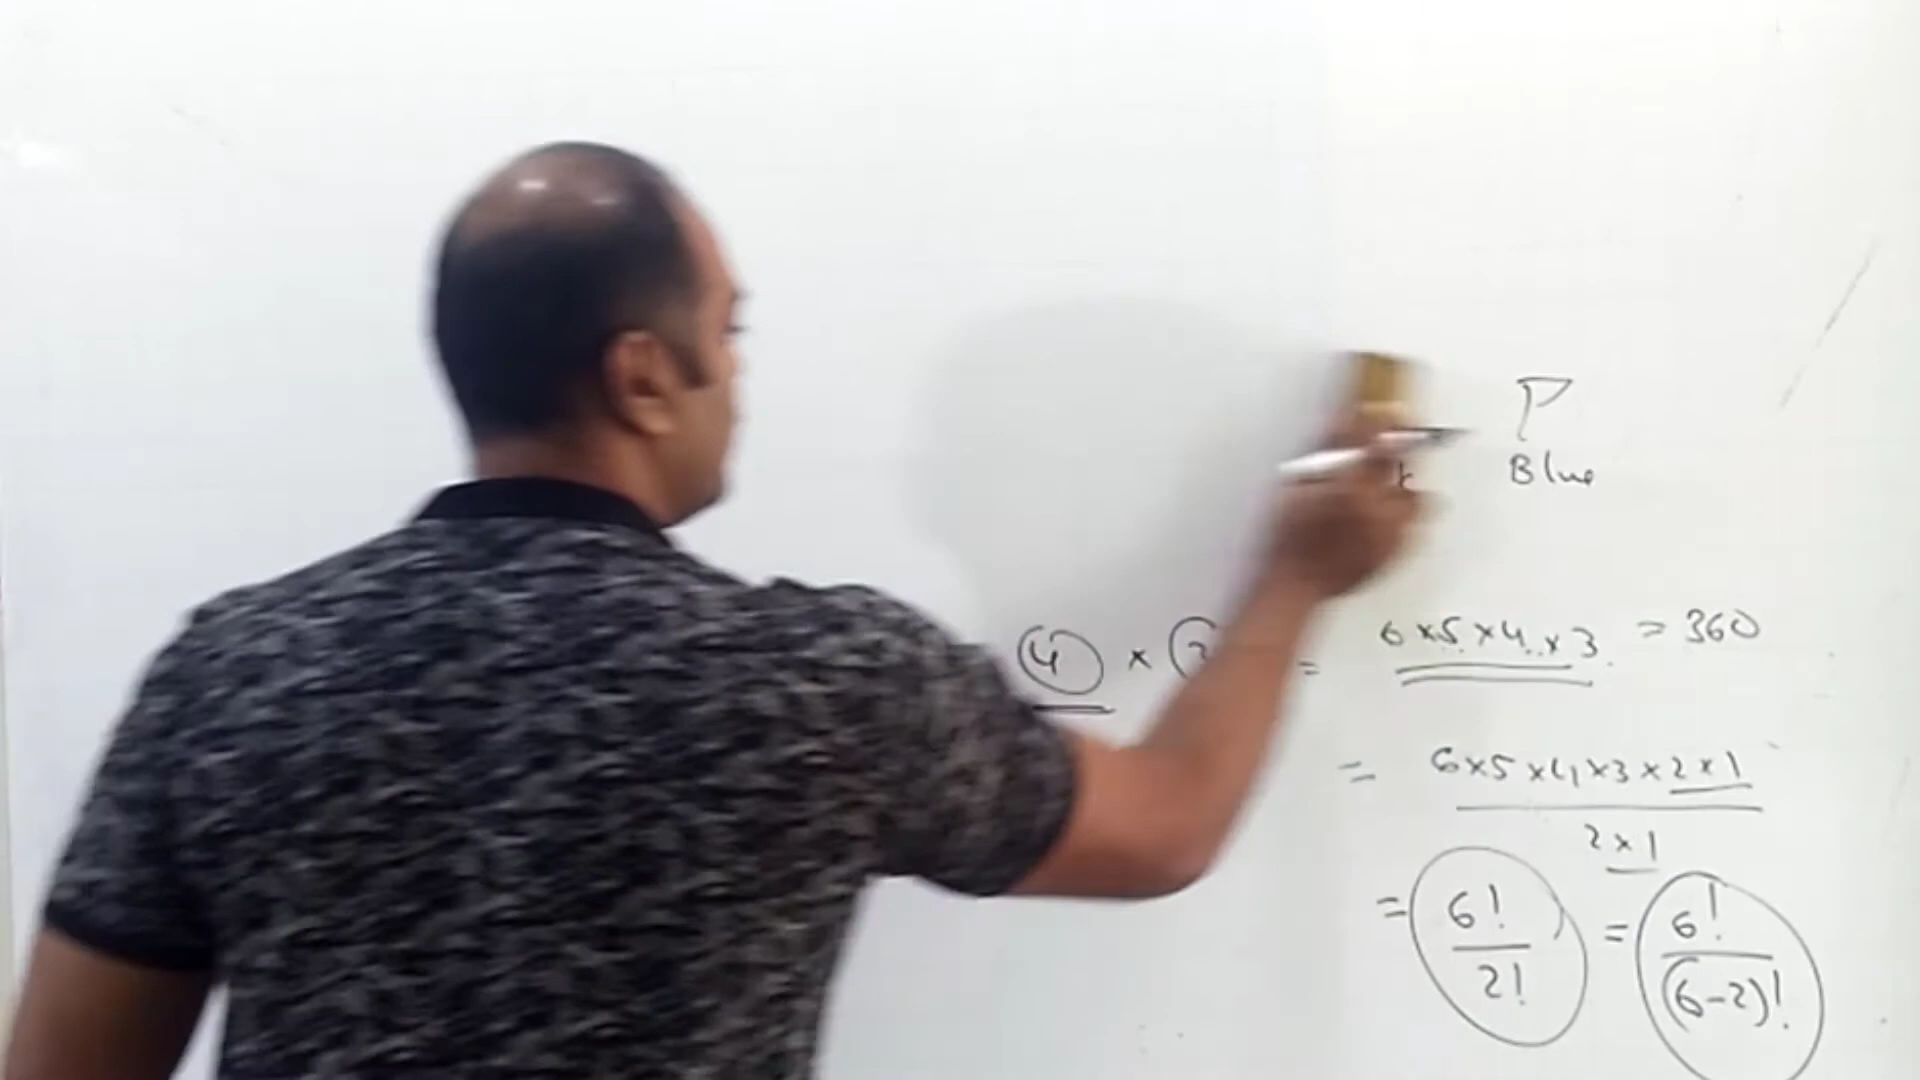 Blue
4 × = 6×5×4×3 = 360
= 6×5×4×3×2×1
2×1
= 6! = 6!
2! (6-2)!